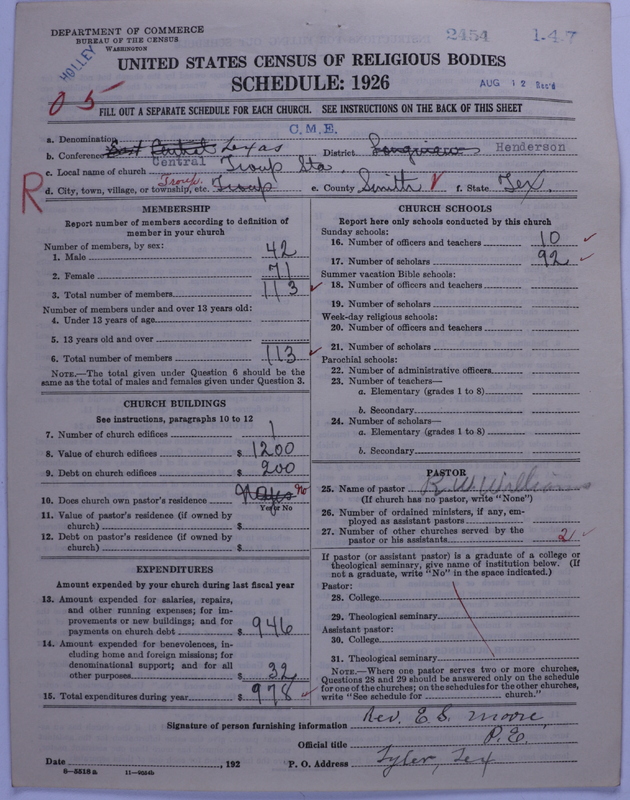 DEPARTMENT OF COMMERCE
BUREAU OF THE CENSUS
WASHINGTON
HOLLEY
2454
1-4-7
UNITED STATES CENSUS OF RELIGIOUS BODIES
SCHEDULE: 1926
AUG 12 Rec'd
05
FILL OUT A SEPARATE SCHEDULE FOR EACH CHURCH. SEE INSTRUCTIONS ON THE BACK OF THIS SHEET
a. Denomination C.M.E.
b. Conference East Central Texas District Longview Henderson
c. Local name of church Central Troup Sta.
d. City, town, village, or township, etc. Troup Troup e. County Smith f. State Tex.
R
MEMBERSHIP
Report number of members according to definition of member in your church
Number of members, by sex:
1. Male 42
2. Female 71
3. Total number of members 113
Number of members under and over 13 years old:
4. Under 13 years of age
5. 13 years old and over
6. Total number of members 113
NOTE.—The total given under Question 6 should be the same as the total of males and females given under Question 3.
CHURCH BUILDINGS
See instructions, paragraphs 10 to 12
7. Number of church edifices 1
8. Value of church edifices $ 1200
9. Debt on church edifices $ 200
10. Does church own pastor's residence No
Yes or No
11. Value of pastor's residence (if owned by church) $
12. Debt on pastor's residence (if owned by church) $
EXPENDITURES
Amount expended by your church during last fiscal year
13. Amount expended for salaries, repairs, and other running expenses; for improvements or new buildings; and for payments on church debt $ 946
14. Amount expended for benevolences, including home and foreign missions; for denominational support; and for all other purposes $ 32
15. Total expenditures during year $ 978
CHURCH SCHOOLS
Report here only schools conducted by this church
Sunday schools:
16. Number of officers and teachers 10
17. Number of scholars 92
Summer vacation Bible schools:
18. Number of officers and teachers
19. Number of scholars
Week-day religious schools:
20. Number of officers and teachers
21. Number of scholars
Parochial schools:
22. Number of administrative officers
23. Number of teachers—
a. Elementary (grades 1 to 8)
b. Secondary
24. Number of scholars—
a. Elementary (grades 1 to 8)
b. Secondary
PASTOR
25. Name of pastor R. W. Williams
(If church has no pastor, write "None")
26. Number of ordained ministers, if any, employed as assistant pastors
27. Number of other churches served by the pastor or his assistants 2
If pastor (or assistant pastor) is a graduate of a college or theological seminary, give name of institution below. (If not a graduate, write "No" in the space indicated.)
Pastor:
28. College
29. Theological seminary
Assistant pastor:
30. College
31. Theological seminary
NOTE.—Where one pastor serves two or more churches, Questions 28 and 29 should be answered only on the schedule for one of the churches; on the schedules for the other churches, write "See schedule for church."
Signature of person furnishing information Rev. E. S. Moore
Official title P.E.
Date , 192 P. O. Address Tyler, Tex
6-5518a 11-9024b